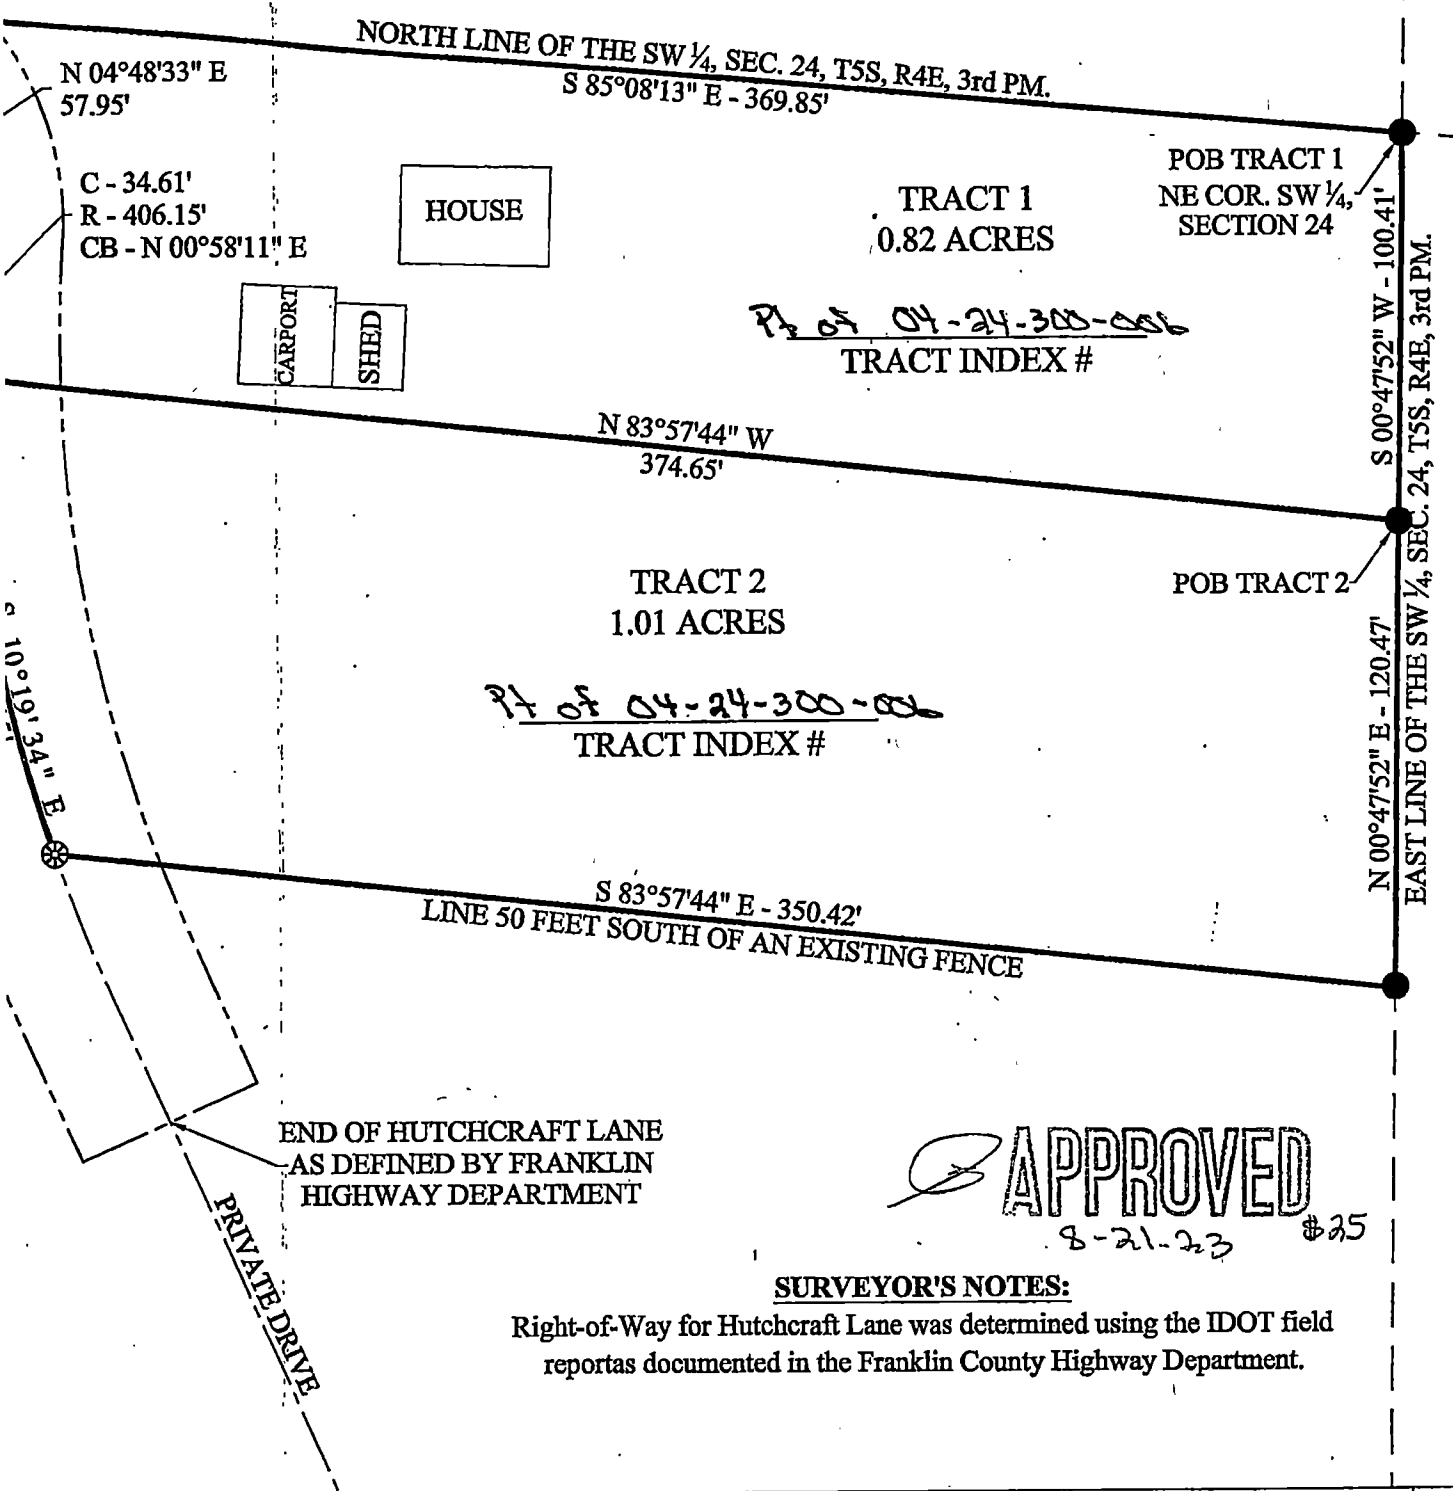 NORTH LINE OF THE SW ¼, SEC. 24, T5S, R4E, 3rd PM.
S 85°08'13" E - 369.85'
N 04°48'33" E
57.95'
C - 34.61'
R - 406.15'
CB - N 00°58'11" E
HOUSE
CARPORT
SHED
TRACT 1
0.82 ACRES
Pt of 04-24-300-006
TRACT INDEX #
POB TRACT 1
NE COR. SW ¼,
SECTION 24
S 00°47'52" W - 100.41'
EAST LINE OF THE SW ¼, SEC. 24, T5S, R4E, 3rd PM.
N 83°57'44" W
374.65'
TRACT 2
1.01 ACRES
Pt of 04-24-300-006
TRACT INDEX #
POB TRACT 2
N 00°47'52" E - 120.47'
10°19'34" E
S 83°57'44" E - 350.42'
LINE 50 FEET SOUTH OF AN EXISTING FENCE
END OF HUTCHCRAFT LANE
AS DEFINED BY FRANKLIN
HIGHWAY DEPARTMENT
PRIVATE DRIVE
APPROVED
8-21-23
$25
SURVEYOR'S NOTES:
Right-of-Way for Hutchcraft Lane was determined using the IDOT field
reportas documented in the Franklin County Highway Department.